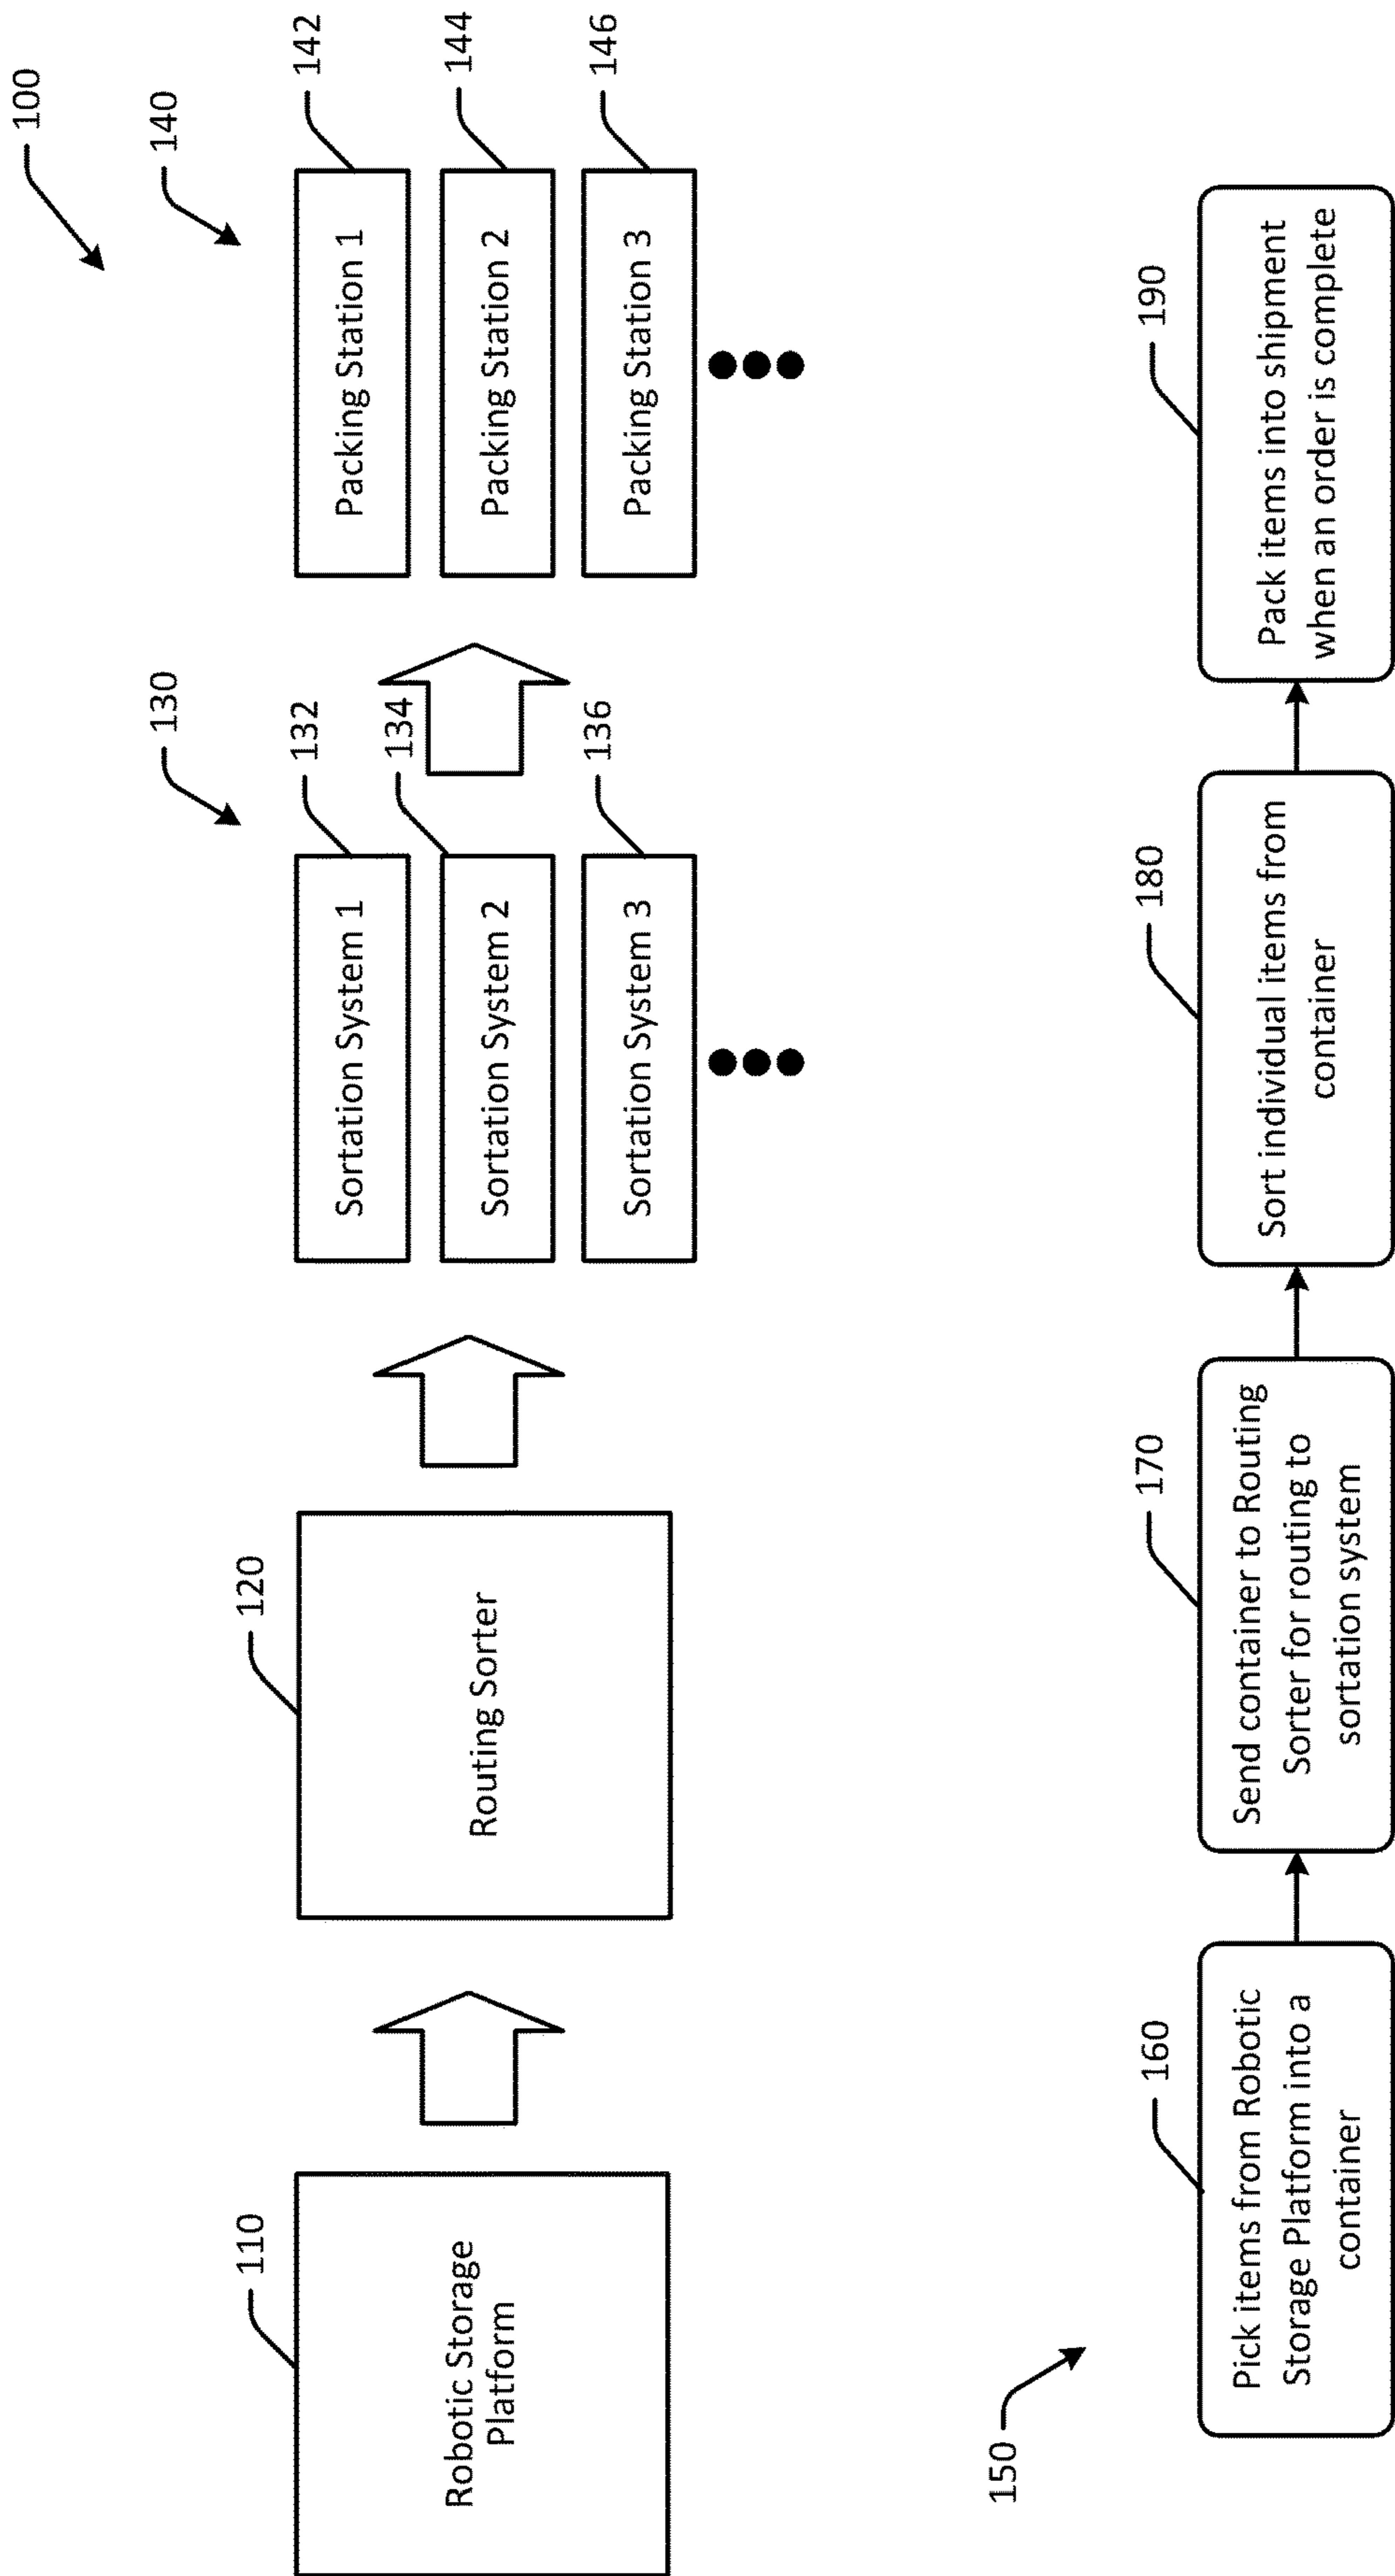 100
110
Robotic Storage
Platform
120
Routing Sorter
130
132
Sortation System 1
134
Sortation System 2
136
Sortation System 3
140
142
Packing Station 1
144
Packing Station 2
146
Packing Station 3
150
160
Pick items from Robotic
Storage Platform into a
container
170
Send container to Routing
Sorter for routing to
sortation system
180
Sort individual items from
container
190
Pack items into shipment
when an order is complete